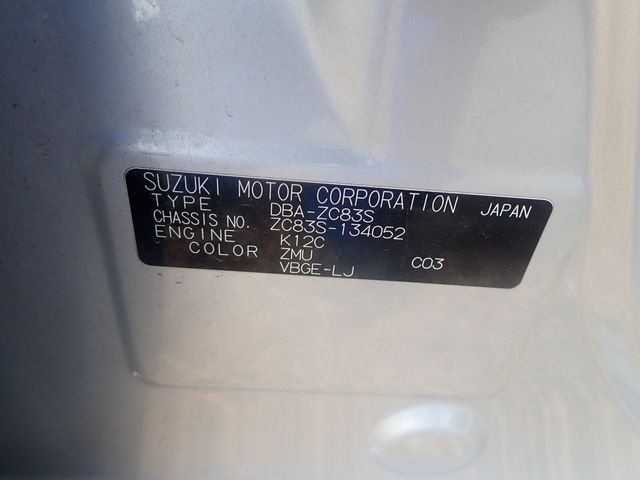 SUZUKI MOTOR CORPORATION JAPAN
TYPE DBA-ZC83S
CHASSIS NO. ZC83S-134052
ENGINE K12C
COLOR ZMU
VBGE-LJ C03